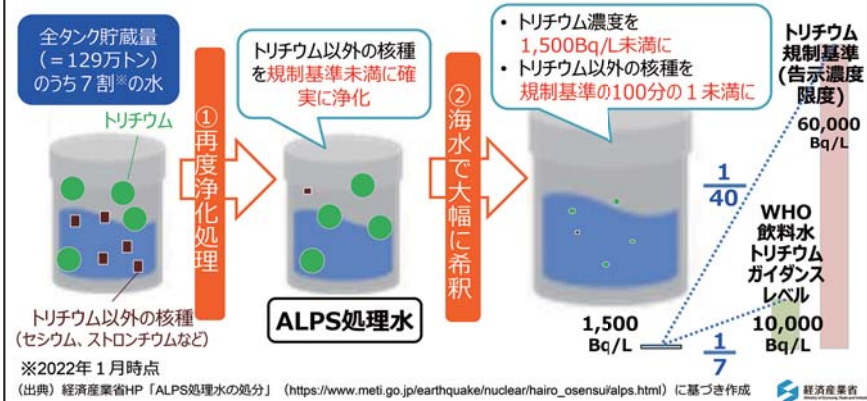 全タンク貯蔵量
(=129万トン)
のうち7割※の水
トリチウム
トリチウム以外の核種
(セシウム、ストロンチウムなど)
①再度浄化処理
トリチウム以外の核種
を規制基準未満に確
実に浄化
ALPS処理水
②海水で大幅に希釈
• トリチウム濃度を
1,500Bq/L未満に
• トリチウム以外の核種を
規制基準の100分の1未満に
トリチウム
規制基準
(告示濃度
限度)
60,000
Bq/L
1
40
WHO
飲料水
トリチウム
ガイダンス
レベル
10,000
Bq/L
1,500
Bq/L
1
7
※2022年1月時点
(出典)経済産業省HP「ALPS処理水の処分」(https://www.meti.go.jp/earthquake/nuclear/hairo_osensui/alps.html)に基づき作成
経済産業省